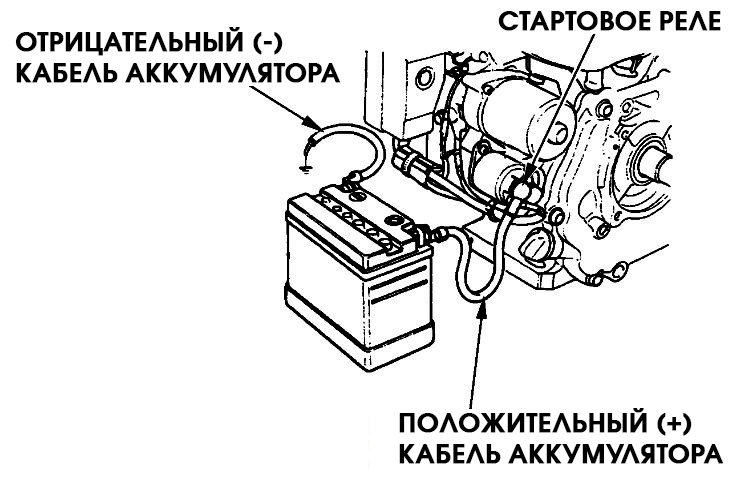 СТАРТОВОЕ РЕЛЕ
ОТРИЦАТЕЛЬНЫЙ (-)
КАБЕЛЬ АККУМУЛЯТОРА
ПОЛОЖИТЕЛЬНЫЙ (+)
КАБЕЛЬ АККУМУЛЯТОРА